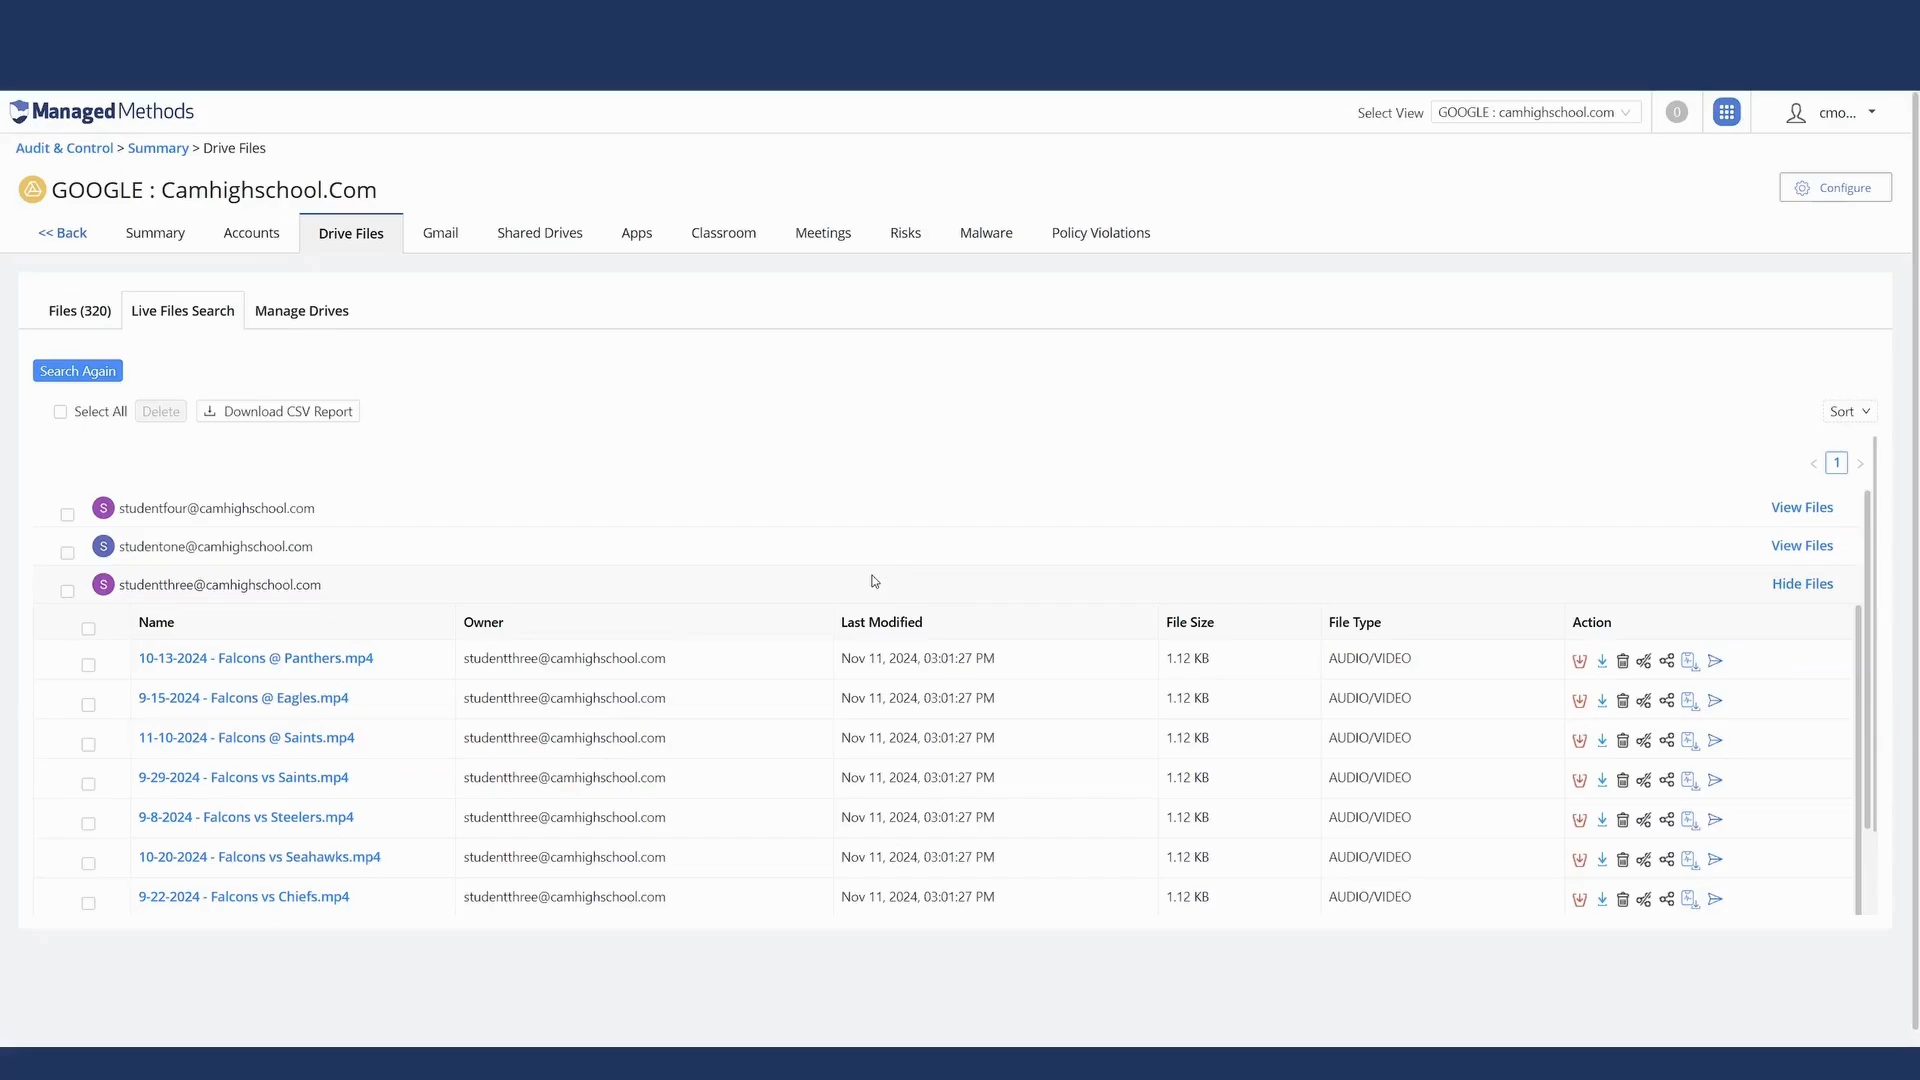 ManagedMethods
Select View GOOGLE : camhighschool.com 0 cmo...
Audit & Control > Summary > Drive Files
GOOGLE : Camhighschool.Com
Configure
<< Back Summary Accounts Drive Files Gmail Shared Drives Apps Classroom Meetings Risks Malware Policy Violations
Files (320) Live Files Search Manage Drives
Search Again
Select All Delete Download CSV Report Sort
< 1 >
S studentfour@camhighschool.com View Files
S studentone@camhighschool.com View Files
S studentthree@camhighschool.com Hide Files
Name Owner Last Modified File Size File Type Action
10-13-2024 - Falcons @ Panthers.mp4 studentthree@camhighschool.com Nov 11, 2024, 03:01:27 PM 1.12 KB AUDIO/VIDEO
9-15-2024 - Falcons @ Eagles.mp4 studentthree@camhighschool.com Nov 11, 2024, 03:01:27 PM 1.12 KB AUDIO/VIDEO
11-10-2024 - Falcons @ Saints.mp4 studentthree@camhighschool.com Nov 11, 2024, 03:01:27 PM 1.12 KB AUDIO/VIDEO
9-29-2024 - Falcons vs Saints.mp4 studentthree@camhighschool.com Nov 11, 2024, 03:01:27 PM 1.12 KB AUDIO/VIDEO
9-8-2024 - Falcons vs Steelers.mp4 studentthree@camhighschool.com Nov 11, 2024, 03:01:27 PM 1.12 KB AUDIO/VIDEO
10-20-2024 - Falcons vs Seahawks.mp4 studentthree@camhighschool.com Nov 11, 2024, 03:01:27 PM 1.12 KB AUDIO/VIDEO
9-22-2024 - Falcons vs Chiefs.mp4 studentthree@camhighschool.com Nov 11, 2024, 03:01:27 PM 1.12 KB AUDIO/VIDEO